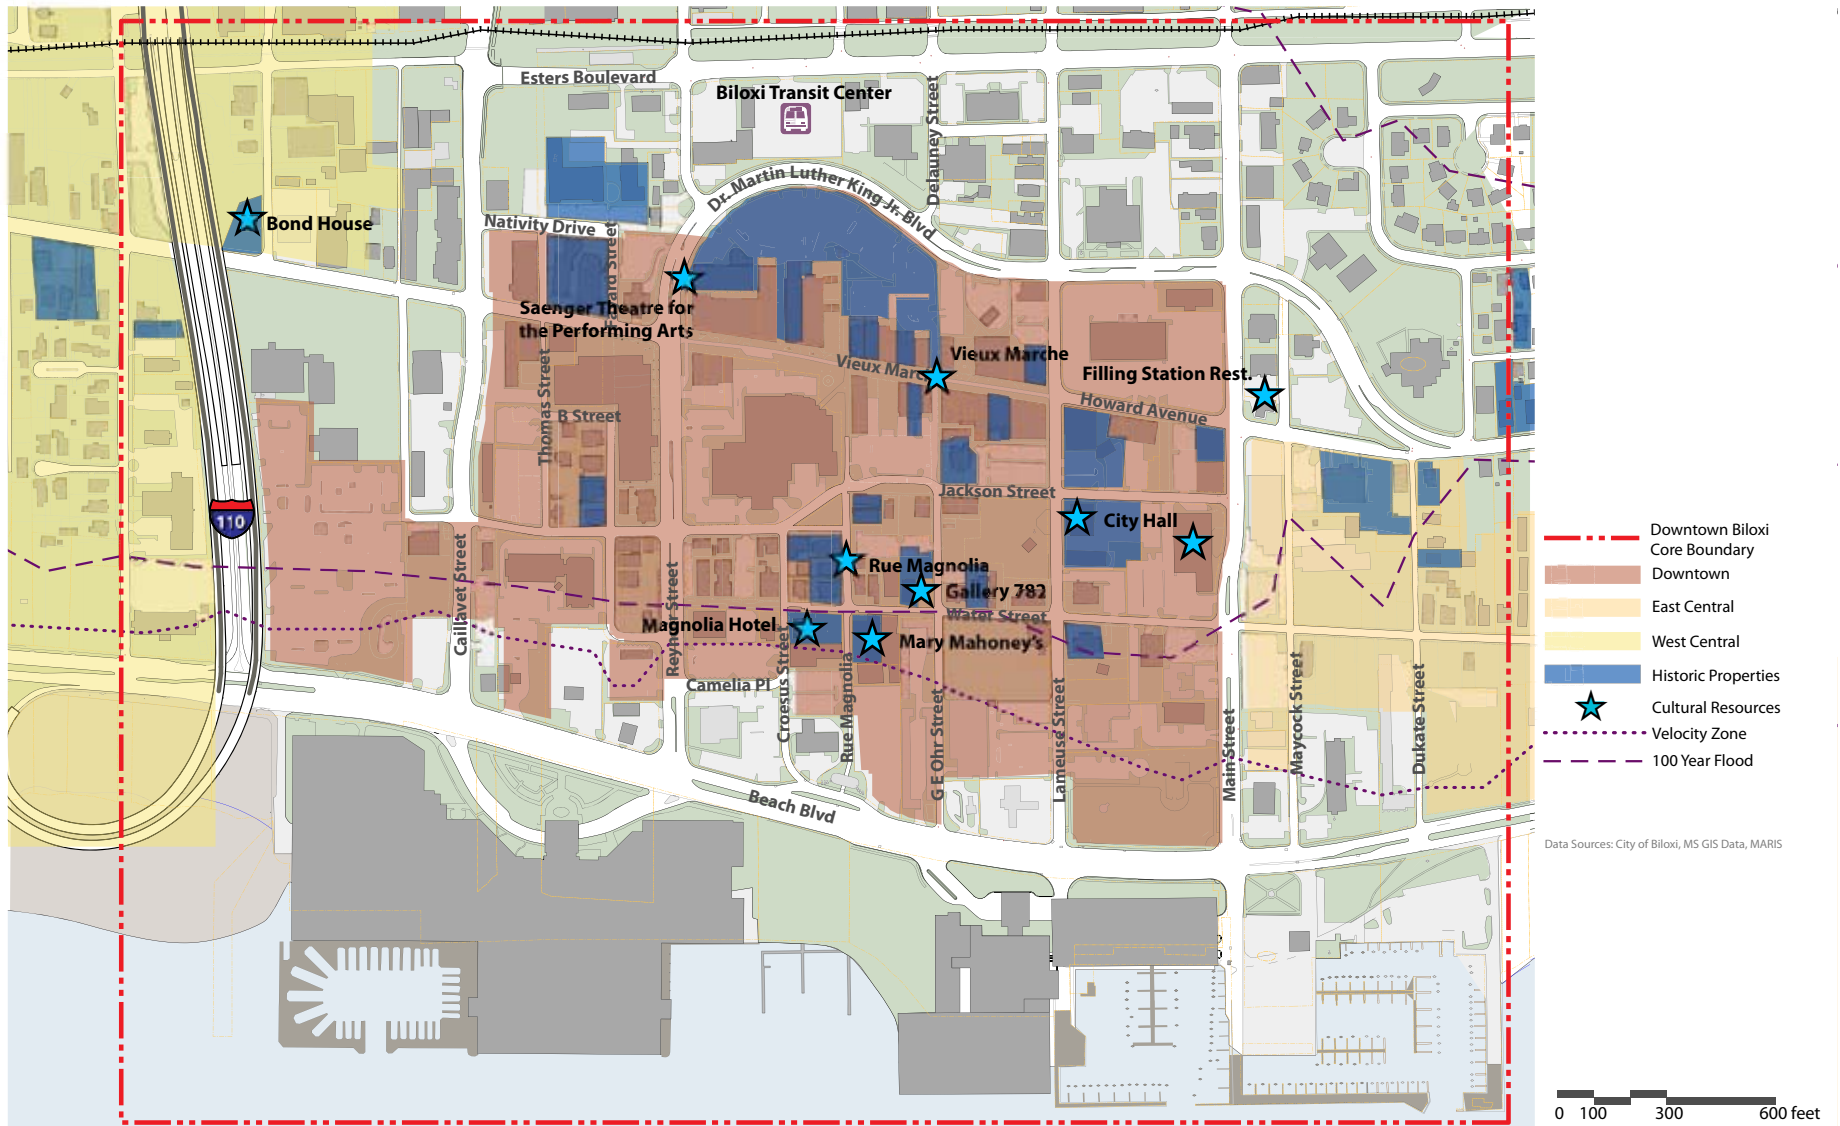 Esters Boulevard
Biloxi Transit Center
Delauney Street
Dr. Martin Luther King Jr. Blvd
Bond House
Nativity Drive
Saenger Theatre for
the Performing Arts
Vieux Marche
Vieux Marc
Filling Station Rest.
Howard Avenue
Thomas Street
B Street
Jackson Street
110
City Hall
Caillavet Street
Rue Magnolia
Gallery 782
Water Street
Magnolia Hotel
Mary Mahoney's
Reynoir Street
Camelia Pl
Croesus Street
Rue Magnolia
G E Ohr Street
Lameuse Street
Main Street
Maycock Street
Dukate Street
Beach Blvd
Downtown Biloxi
Core Boundary
Downtown
East Central
West Central
Historic Properties
Cultural Resources
Velocity Zone
100 Year Flood
Data Sources: City of Biloxi, MS GIS Data, MARIS
0 100 300 600 feet